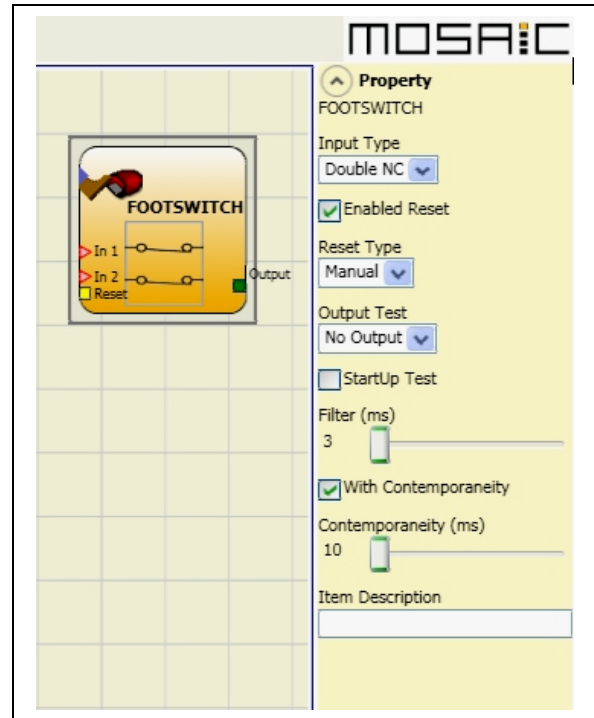 MOSAIC
Property
FOOTSWITCH
Input Type
Double NC
Enabled Reset
Reset Type
Manual
Output Test
No Output
StartUp Test
Filter (ms)
3
With Contemporaneity
Contemporaneity (ms)
10
Item Description
FOOTSWITCH
In 1
In 2
Reset
Output